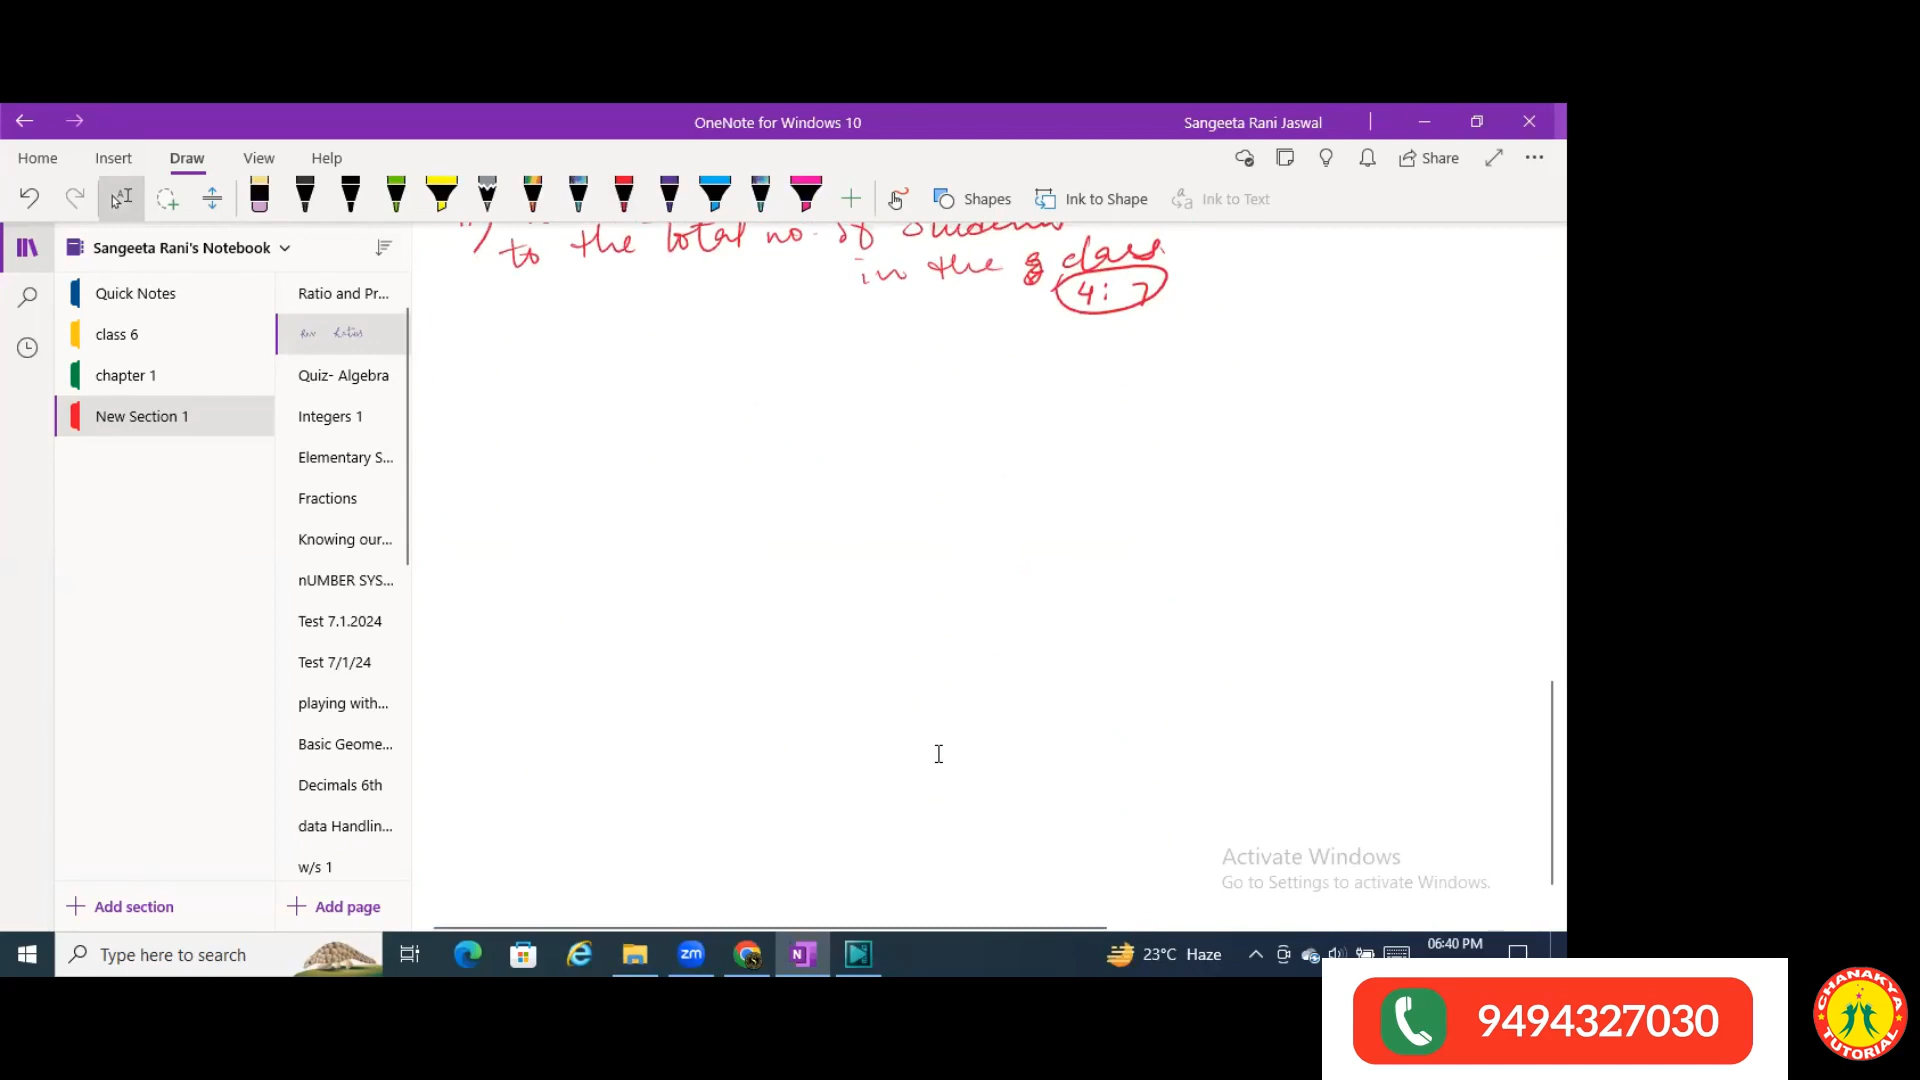 OneNote for Windows 10
Sangeeta Rani Jaswal
Home Insert Draw View Help
Share
Shapes
Ink to Shape
Ink to Text
Sangeeta Rani's Notebook
Quick Notes
class 6
chapter 1
New Section 1
Add section
Ratio and Pr...
Quiz- Algebra
Integers 1
Elementary S...
Fractions
Knowing our...
nUMBER SYS...
Test 7.1.2024
Test 7/1/24
playing with...
Basic Geome...
Decimals 6th
data Handlin...
w/s 1
Add page
to the total no. of students
in the class
4:7
Activate Windows
Go to Settings to activate Windows.
Type here to search
zm
N
23°C Haze
06:40 PM
9494327030
CHANAKYA
TUTORIAL